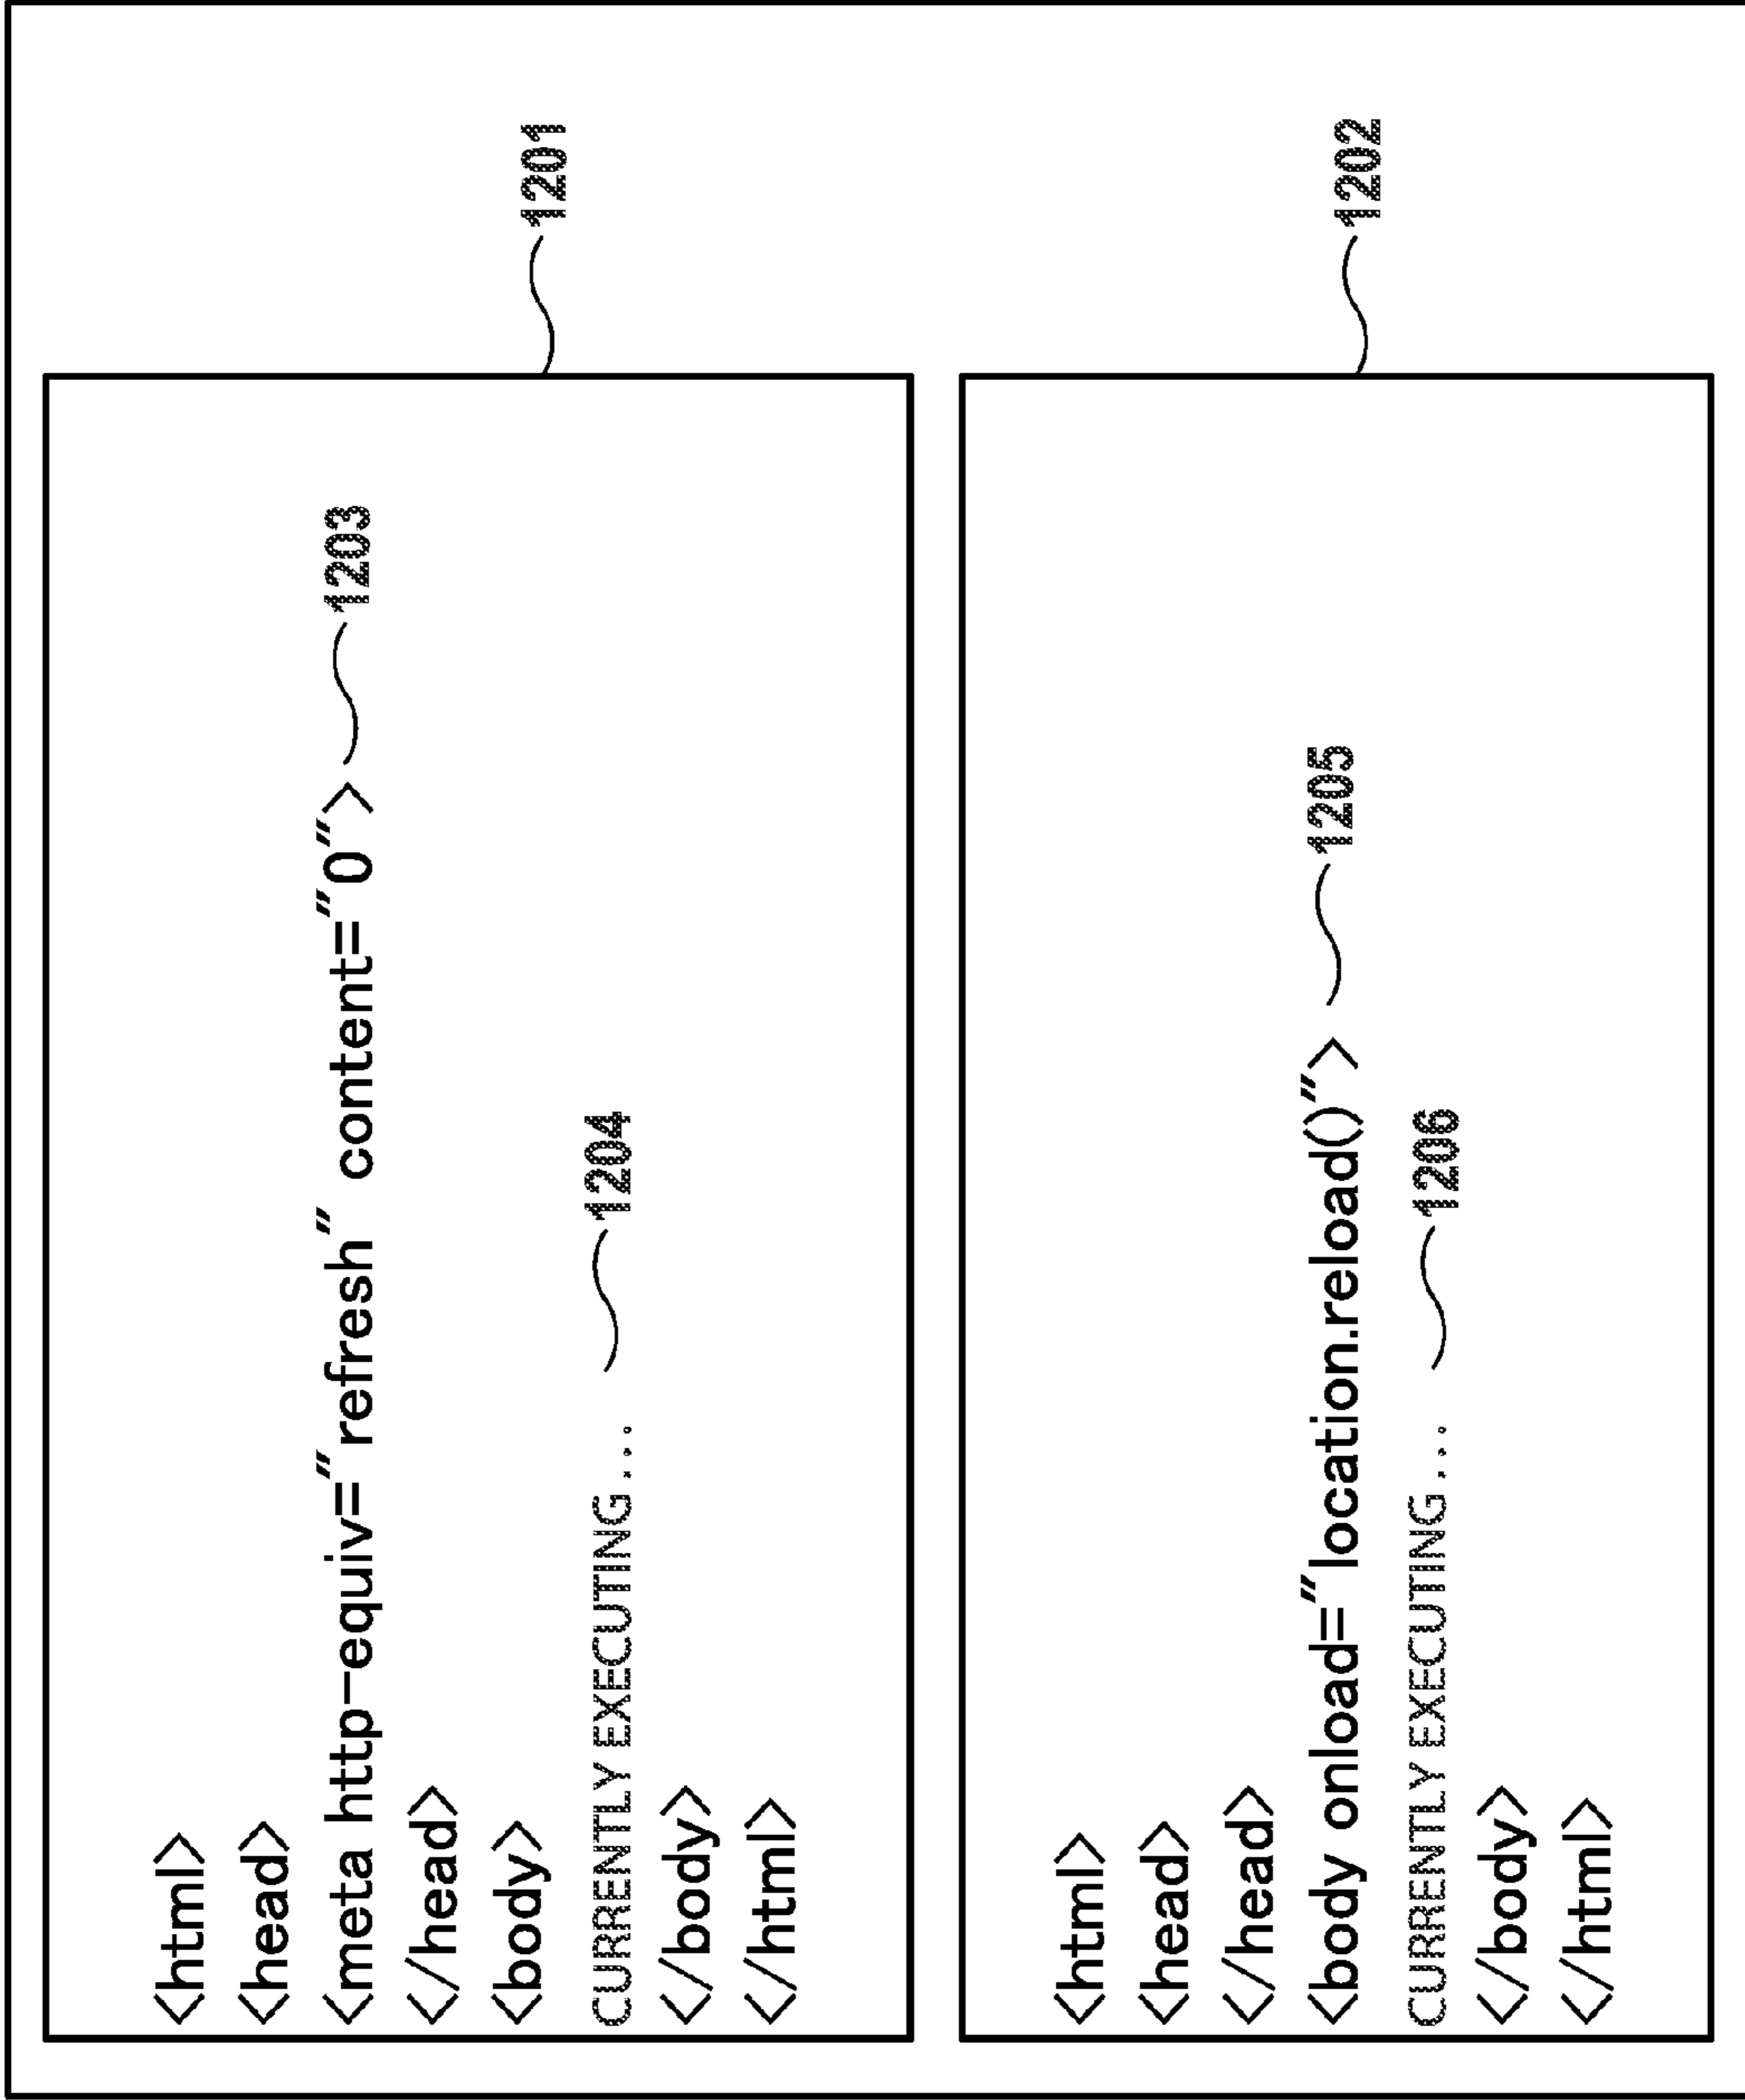 <html>
<head>
<meta http-equiv="refresh" content="0"> 1203
</head>
<body>
CURRENTLY EXECUTING... 1204
</body>
</html>
1201
<html>
<head>
</head>
<body onload="location.reload()"> 1205
CURRENTLY EXECUTING... 1206
</body>
</html>
1202